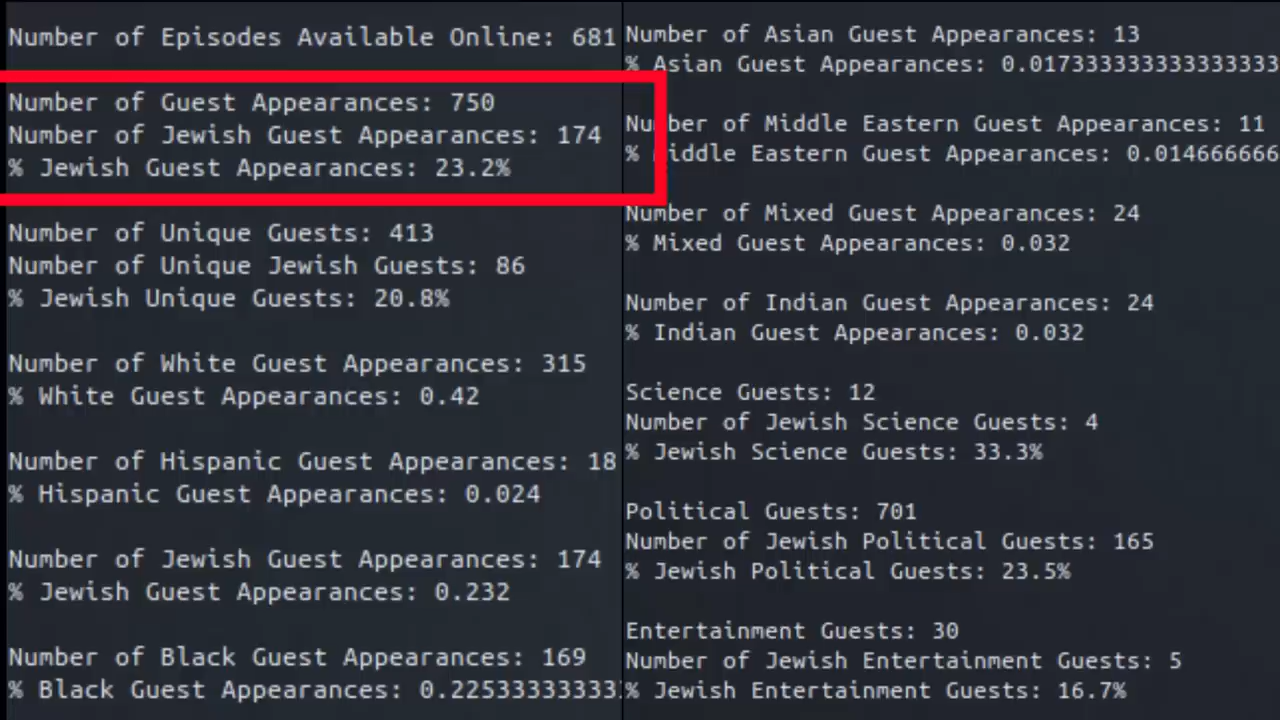 Number of Episodes Available Online: 681
Number of Guest Appearances: 750
Number of Jewish Guest Appearances: 174
% Jewish Guest Appearances: 23.2%
Number of Unique Guests: 413
Number of Unique Jewish Guests: 86
% Jewish Unique Guests: 20.8%
Number of White Guest Appearances: 315
% White Guest Appearances: 0.42
Number of Hispanic Guest Appearances: 18
% Hispanic Guest Appearances: 0.024
Number of Jewish Guest Appearances: 174
% Jewish Guest Appearances: 0.232
Number of Black Guest Appearances: 169
% Black Guest Appearances: 0.22533333333
Number of Asian Guest Appearances: 13
% Asian Guest Appearances: 0.017333333333333333
Number of Middle Eastern Guest Appearances: 11
% Middle Eastern Guest Appearances: 0.014666666
Number of Mixed Guest Appearances: 24
% Mixed Guest Appearances: 0.032
Number of Indian Guest Appearances: 24
% Indian Guest Appearances: 0.032
Science Guests: 12
Number of Jewish Science Guests: 4
% Jewish Science Guests: 33.3%
Political Guests: 701
Number of Jewish Political Guests: 165
% Jewish Political Guests: 23.5%
Entertainment Guests: 30
Number of Jewish Entertainment Guests: 5
% Jewish Entertainment Guests: 16.7%